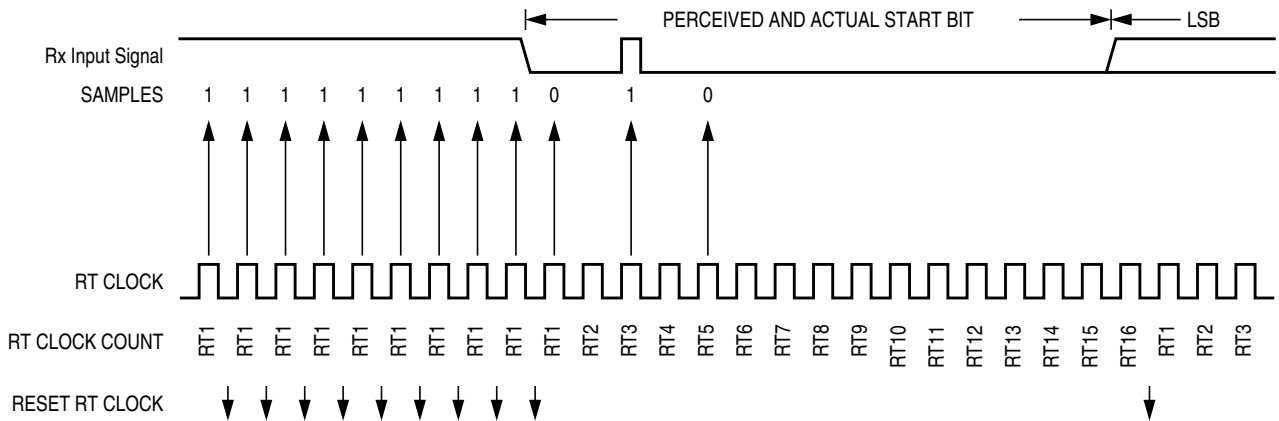 PERCEIVED AND ACTUAL START BIT LSB
Rx Input Signal
SAMPLES 1 1 1 1 1 1 1 1 1 0 1 0
RT CLOCK
RT CLOCK COUNT RT1 RT1 RT1 RT1 RT1 RT1 RT1 RT1 RT1 RT1 RT2 RT3 RT4 RT5 RT6 RT7 RT8 RT9 RT10 RT11 RT12 RT13 RT14 RT15 RT16 RT1 RT2 RT3
RESET RT CLOCK